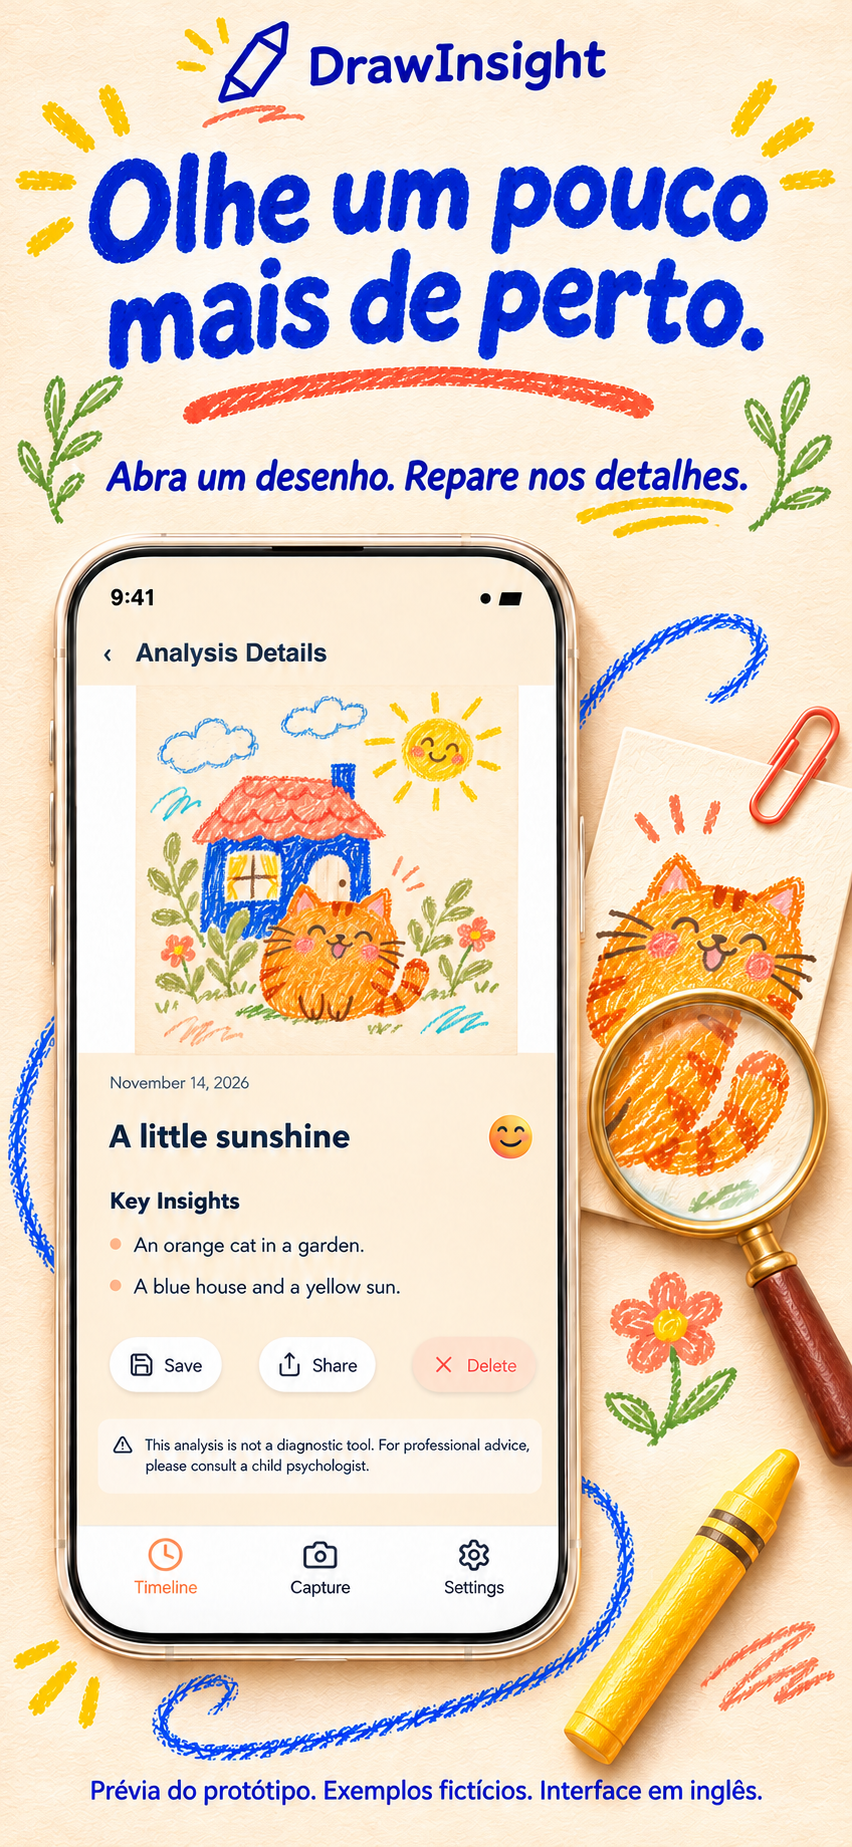 DrawInsight
Olhe um pouco
mais de perto.
Abra um desenho. Repare nos detalhes.
9:41
‹ Analysis Details
November 14, 2026
A little sunshine
Key Insights
An orange cat in a garden.
A blue house and a yellow sun.
Save Share Delete
This analysis is not a diagnostic tool. For professional advice,
please consult a child psychologist.
Timeline Capture Settings
Prévia do protótipo. Exemplos fictícios. Interface em inglês.